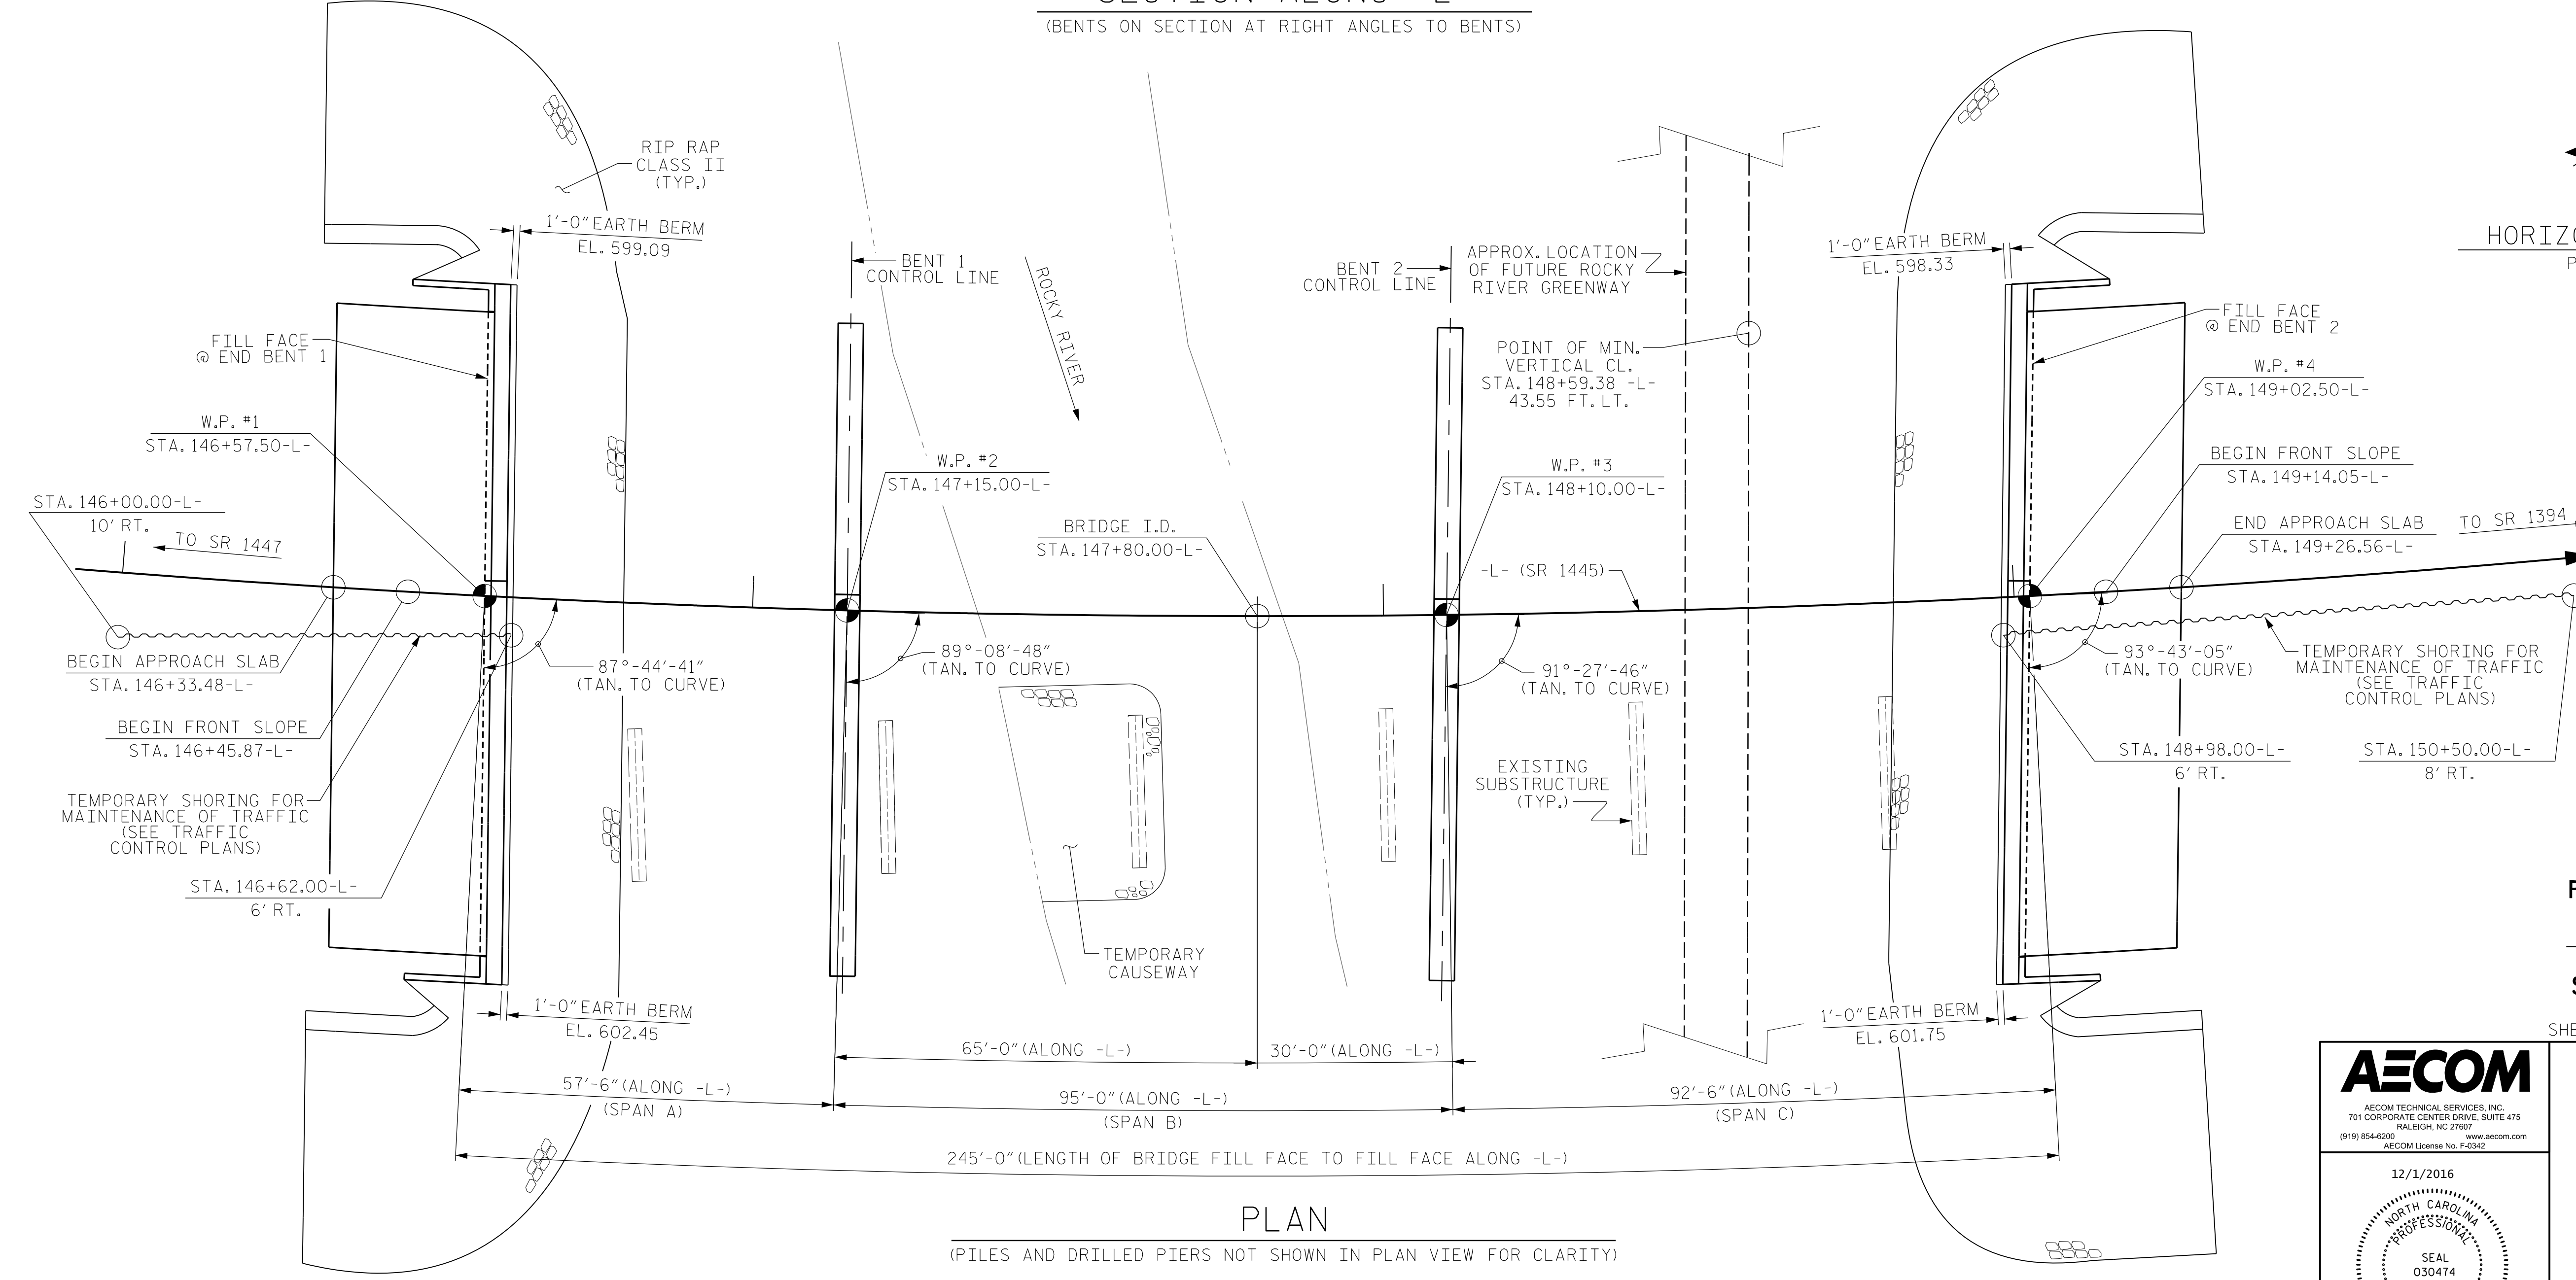 SECTION ALONG -L-
(BENTS ON SECTION AT RIGHT ANGLES TO BENTS)
RIP RAP
CLASS II
(TYP.)
1'-0" EARTH BERM
EL. 599.09
BENT 1
CONTROL LINE
ROCKY RIVER
BENT 2
CONTROL LINE
APPROX. LOCATION
OF FUTURE ROCKY
RIVER GREENWAY
1'-0" EARTH BERM
EL. 598.33
FILL FACE
@ END BENT 1
POINT OF MIN.
VERTICAL CL.
STA. 148+59.38 -L-
43.55 FT. LT.
FILL FACE
@ END BENT 2
W.P. #1
STA. 146+57.50-L-
W.P. #2
STA. 147+15.00-L-
W.P. #3
STA. 148+10.00-L-
W.P. #4
STA. 149+02.50-L-
BEGIN FRONT SLOPE
STA. 149+14.05-L-
STA. 146+00.00-L-
10' RT.
TO SR 1447
BRIDGE I.D.
STA. 147+80.00-L-
-L- (SR 1445)
END APPROACH SLAB
STA. 149+26.56-L-
TO SR 1394
BEGIN APPROACH SLAB
STA. 146+33.48-L-
87°-44'-41"
(TAN. TO CURVE)
89°-08'-48"
(TAN. TO CURVE)
91°-27'-46"
(TAN. TO CURVE)
93°-43'-05"
(TAN. TO CURVE)
TEMPORARY SHORING FOR
MAINTENANCE OF TRAFFIC
(SEE TRAFFIC
CONTROL PLANS)
BEGIN FRONT SLOPE
STA. 146+45.87-L-
TEMPORARY SHORING FOR
MAINTENANCE OF TRAFFIC
(SEE TRAFFIC
CONTROL PLANS)
EXISTING
SUBSTRUCTURE
(TYP.)
STA. 148+98.00-L-
6' RT.
STA. 150+50.00-L-
8' RT.
STA. 146+62.00-L-
6' RT.
TEMPORARY
CAUSEWAY
1'-0" EARTH BERM
EL. 602.45
1'-0" EARTH BERM
EL. 601.75
65'-0" (ALONG -L-)
30'-0" (ALONG -L-)
57'-6" (ALONG -L-)
(SPAN A)
95'-0" (ALONG -L-)
(SPAN B)
92'-6" (ALONG -L-)
(SPAN C)
245'-0" (LENGTH OF BRIDGE FILL FACE TO FILL FACE ALONG -L-)
PLAN
(PILES AND DRILLED PIERS NOT SHOWN IN PLAN VIEW FOR CLARITY)
AECOM
AECOM TECHNICAL SERVICES, INC.
701 CORPORATE CENTER DRIVE, SUITE 475
RALEIGH, NC 27607
(919) 854-6200 www.aecom.com
AECOM License No. F-0342
12/1/2016
NORTH CAROLINA
PROFESSIONAL
SEAL
030474